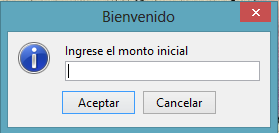 Bienvenido
Ingrese el monto inicial
Aceptar
Cancelar